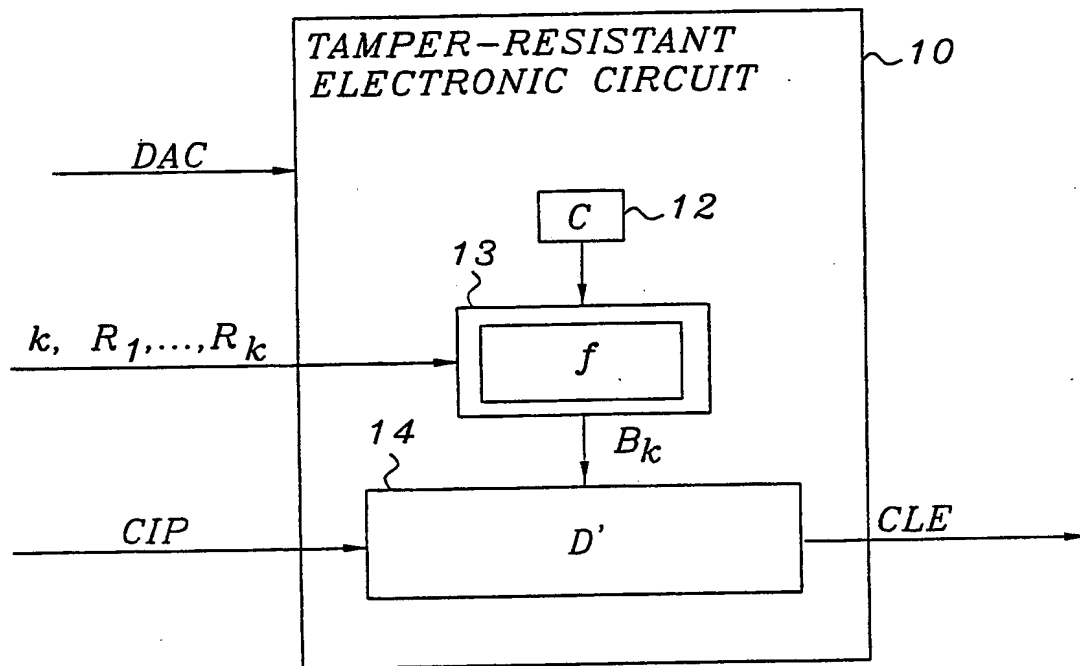 TAMPER-RESISTANT
ELECTRONIC CIRCUIT
10
DAC
C
12
13
k, R1,...,Rk
f
14
Bk
CIP
D'
CLE